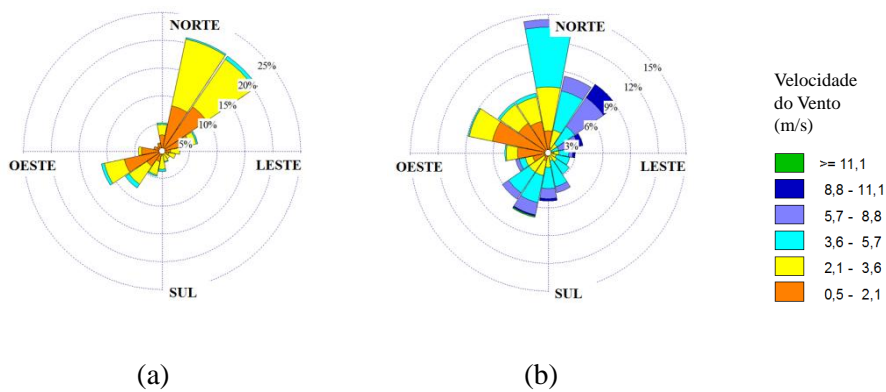 NORTE
25%
20%
15%
10%
5%
OESTE
LESTE
SUL
(a)
NORTE
15%
12%
9%
6%
3%
OESTE
LESTE
SUL
(b)
Velocidade
do Vento
(m/s)
>= 11,1
8,8 - 11,1
5,7 - 8,8
3,6 - 5,7
2,1 - 3,6
0,5 - 2,1